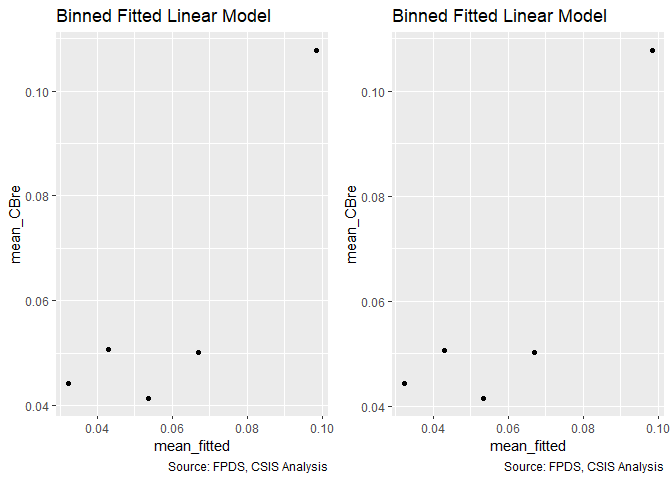 Binned Fitted Linear Model
mean_CBre
0.10
0.08
0.06
0.04
0.04 0.06 0.08 0.10
mean_fitted
Source: FPDS, CSIS Analysis
Binned Fitted Linear Model
mean_CBre
0.10
0.08
0.06
0.04
0.04 0.06 0.08 0.10
mean_fitted
Source: FPDS, CSIS Analysis